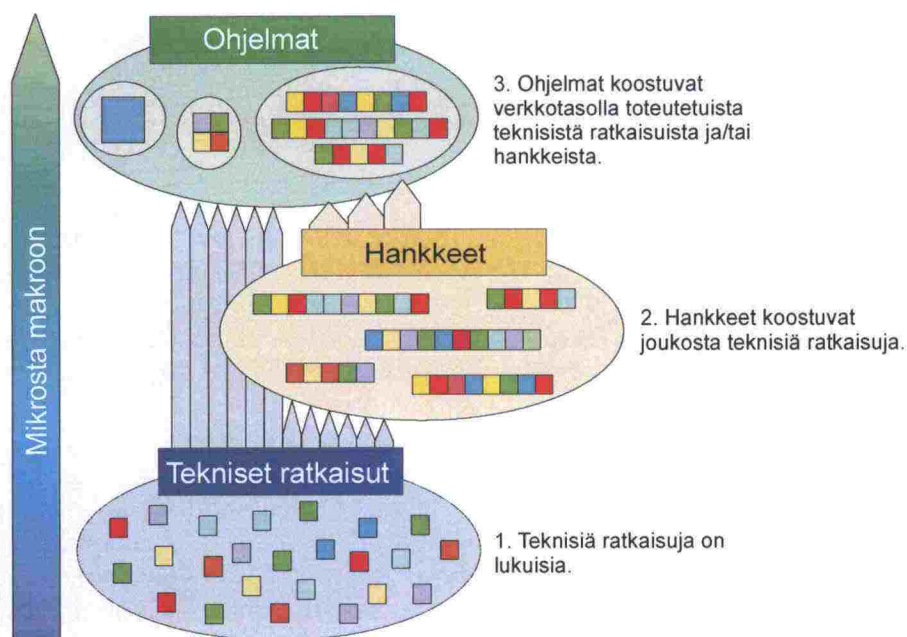 Ohjelmat
3. Ohjelmat koostuvat
verkkotasolla toteutetuista
teknisistä ratkaisuista ja/tai
hankkeista.
Hankkeet
2. Hankkeet koostuvat
joukosta teknisiä ratkaisuja.
Mikrosta makroon
Tekniset ratkaisut
1. Teknisiä ratkaisuja on
lukuisia.